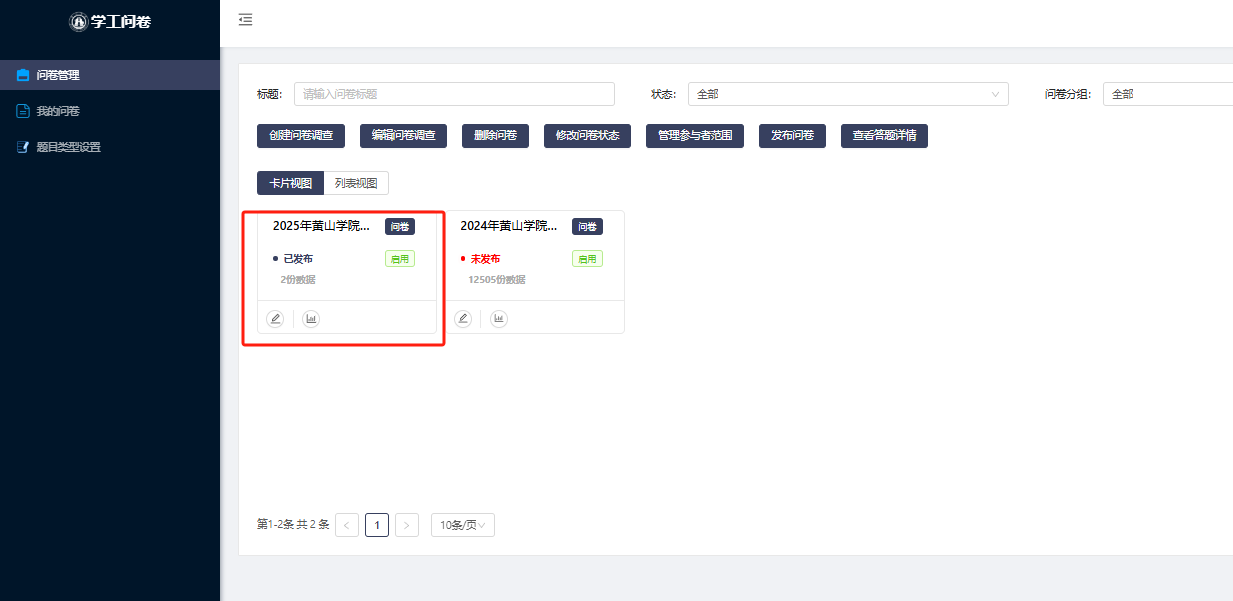 学工问卷
问卷管理
我的问卷
题目类型设置
标题: 请输入问卷标题 状态: 全部 问卷分组: 全部
创建问卷调查 编辑问卷调查 删除问卷 修改问卷状态 管理参与者范围 发布问卷 查看答题详情
卡片视图 列表视图
2025年黄山学院... 问卷
已发布 启用
2份数据
2024年黄山学院... 问卷
未发布 启用
12505份数据
第1-2条 共 2 条 < 1 > 10条/页